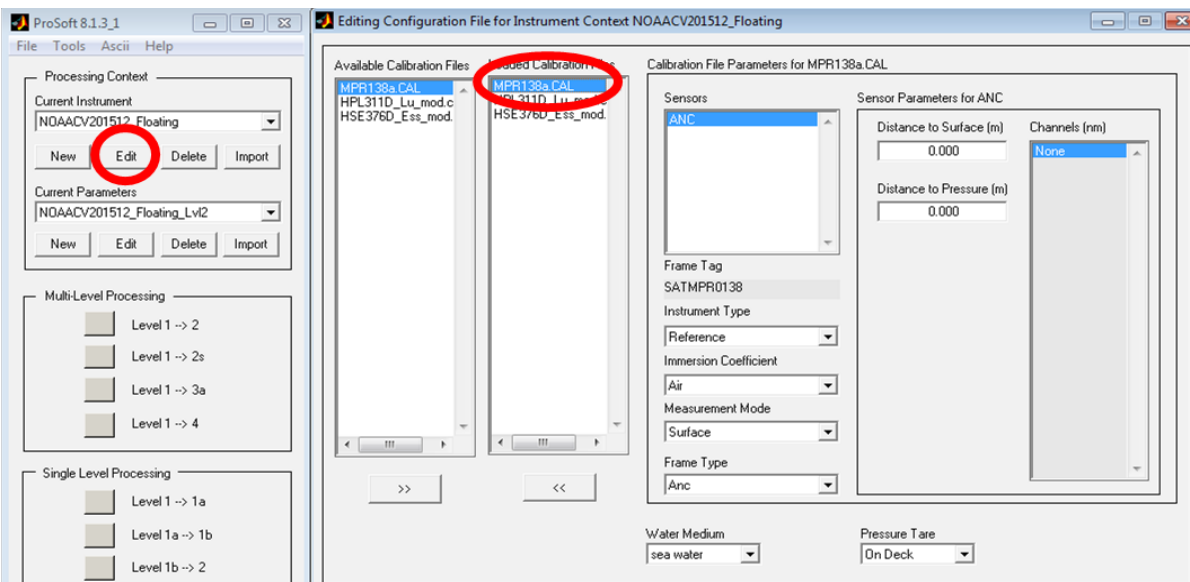 ProSoft 8.1.3_1
File Tools Ascii Help
Processing Context
Current Instrument
NOAACV201512_Floating
New Edit Delete Import
Current Parameters
NOAACV201512_Floating_Lvl2
New Edit Delete Import
Multi-Level Processing
Level 1 --> 2
Level 1 --> 2s
Level 1 --> 3a
Level 1 --> 4
Single Level Processing
Level 1 --> 1a
Level 1a --> 1b
Level 1b --> 2
Editing Configuration File for Instrument Context NOAACV201512_Floating
Available Calibration Files
MPR138a.CAL
HPL311D_Lu_mod.c
HSE376D_Ess_mod.
>>
Loaded Calibration Files
MPR138a.CAL
HPL311D_Lu_mod.c
HSE376D_Ess_mod.
<<
Calibration File Parameters for MPR138a.CAL
Sensors
ANC
Frame Tag
SATMPR0138
Instrument Type
Reference
Immersion Coefficient
Air
Measurement Mode
Surface
Frame Type
Anc
Sensor Parameters for ANC
Distance to Surface (m)
0.000
Distance to Pressure (m)
0.000
Channels (nm)
None
Water Medium
sea water
Pressure Tare
On Deck